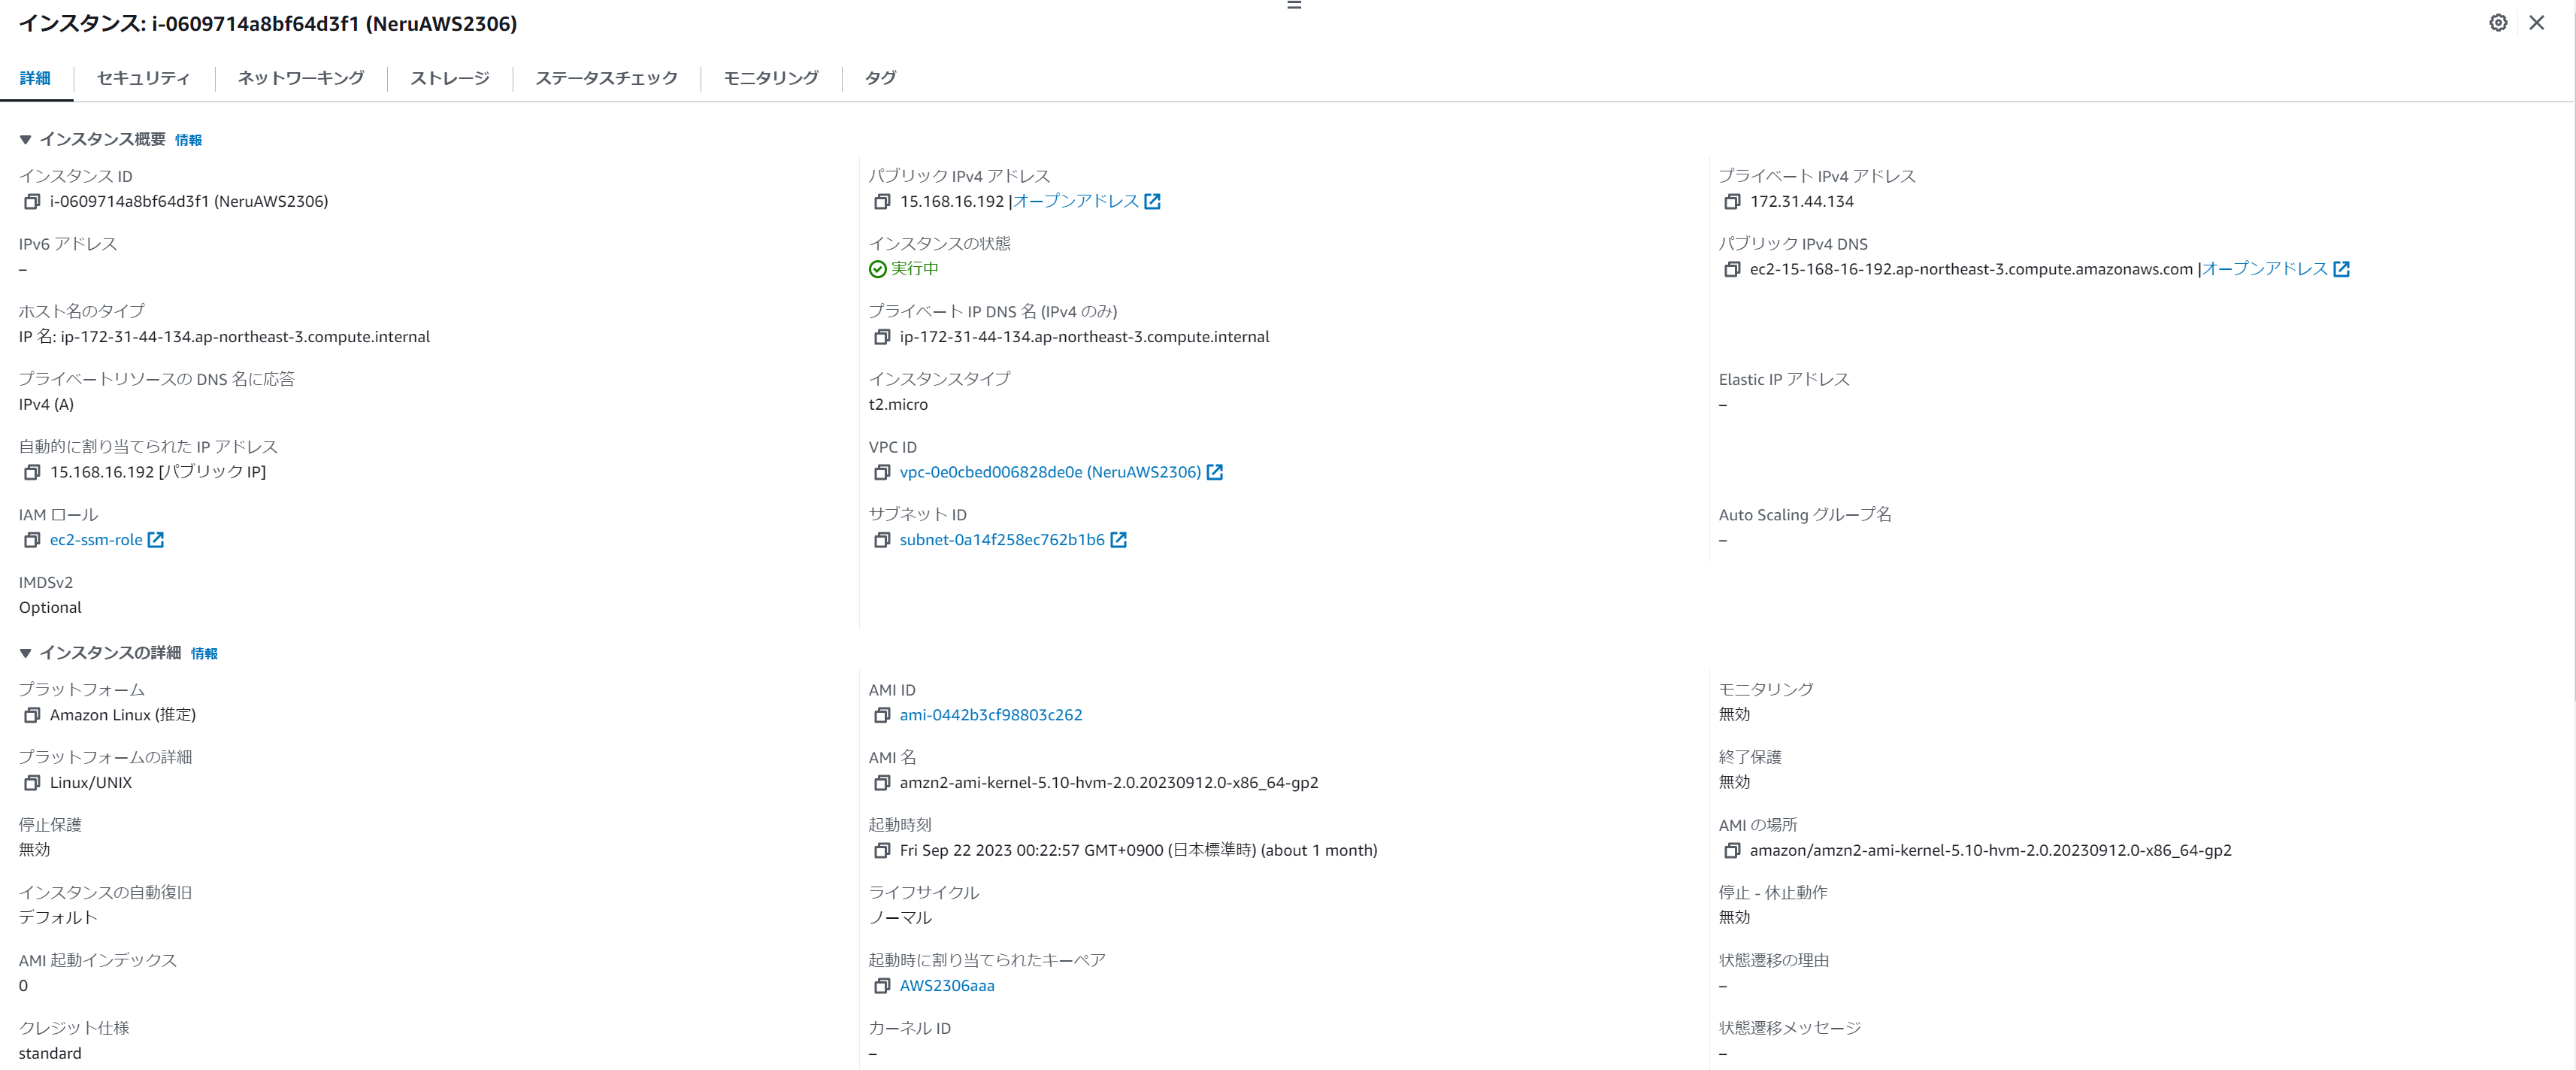 インスタンス: i-0609714a8bf64d3f1 (NeruAWS2306)
詳細
セキュリティ
ネットワーキング
ストレージ
ステータスチェック
モニタリング
タグ
インスタンス概要 情報
インスタンス ID
i-0609714a8bf64d3f1 (NeruAWS2306)
パブリック IPv4 アドレス
15.168.16.192 |オープンアドレス
プライベート IPv4 アドレス
172.31.44.134
IPv6 アドレス
–
インスタンスの状態
実行中
パブリック IPv4 DNS
ec2-15-168-16-192.ap-northeast-3.compute.amazonaws.com |オープンアドレス
ホスト名のタイプ
IP 名: ip-172-31-44-134.ap-northeast-3.compute.internal
プライベート IP DNS 名 (IPv4 のみ)
ip-172-31-44-134.ap-northeast-3.compute.internal
プライベートリソースの DNS 名に応答
IPv4 (A)
インスタンスタイプ
t2.micro
Elastic IP アドレス
–
自動的に割り当てられた IP アドレス
15.168.16.192 [パブリック IP]
VPC ID
vpc-0e0cbed006828de0e (NeruAWS2306)
IAM ロール
ec2-ssm-role
サブネット ID
subnet-0a14f258ec762b1b6
Auto Scaling グループ名
–
IMDSv2
Optional
インスタンスの詳細 情報
プラットフォーム
Amazon Linux (推定)
AMI ID
ami-0442b3cf98803c262
モニタリング
無効
プラットフォームの詳細
Linux/UNIX
AMI 名
amzn2-ami-kernel-5.10-hvm-2.0.20230912.0-x86_64-gp2
終了保護
無効
停止保護
無効
起動時刻
Fri Sep 22 2023 00:22:57 GMT+0900 (日本標準時) (about 1 month)
AMI の場所
amazon/amzn2-ami-kernel-5.10-hvm-2.0.20230912.0-x86_64-gp2
インスタンスの自動復旧
デフォルト
ライフサイクル
ノーマル
停止 - 休止動作
無効
AMI 起動インデックス
0
起動時に割り当てられたキーペア
AWS2306aaa
状態遷移の理由
–
クレジット仕様
standard
カーネル ID
–
状態遷移メッセージ
–